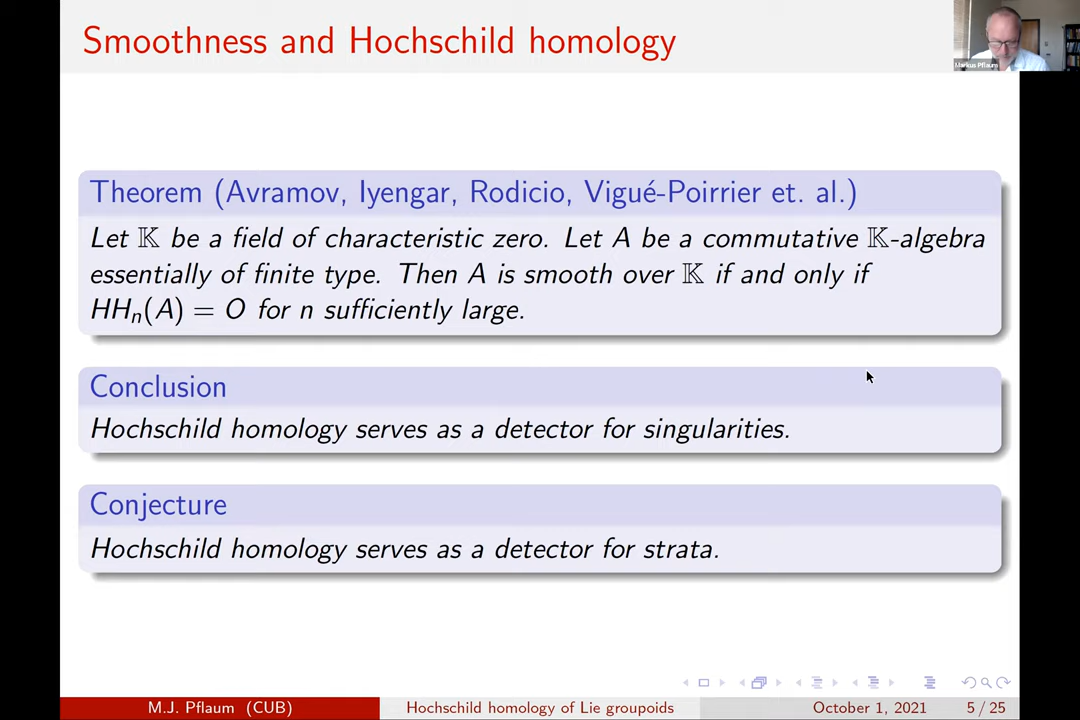 Smoothness and Hochschild homology
Markus Pflaum
Theorem (Avramov, Iyengar, Rodicio, Vigué-Poirrier et. al.)
Let 𝕂 be a field of characteristic zero. Let A be a commutative 𝕂-algebra
essentially of finite type. Then A is smooth over 𝕂 if and only if
HHₙ(A) = O for n sufficiently large.
Conclusion
Hochschild homology serves as a detector for singularities.
Conjecture
Hochschild homology serves as a detector for strata.
M.J. Pflaum (CUB) Hochschild homology of Lie groupoids October 1, 2021 5 / 25